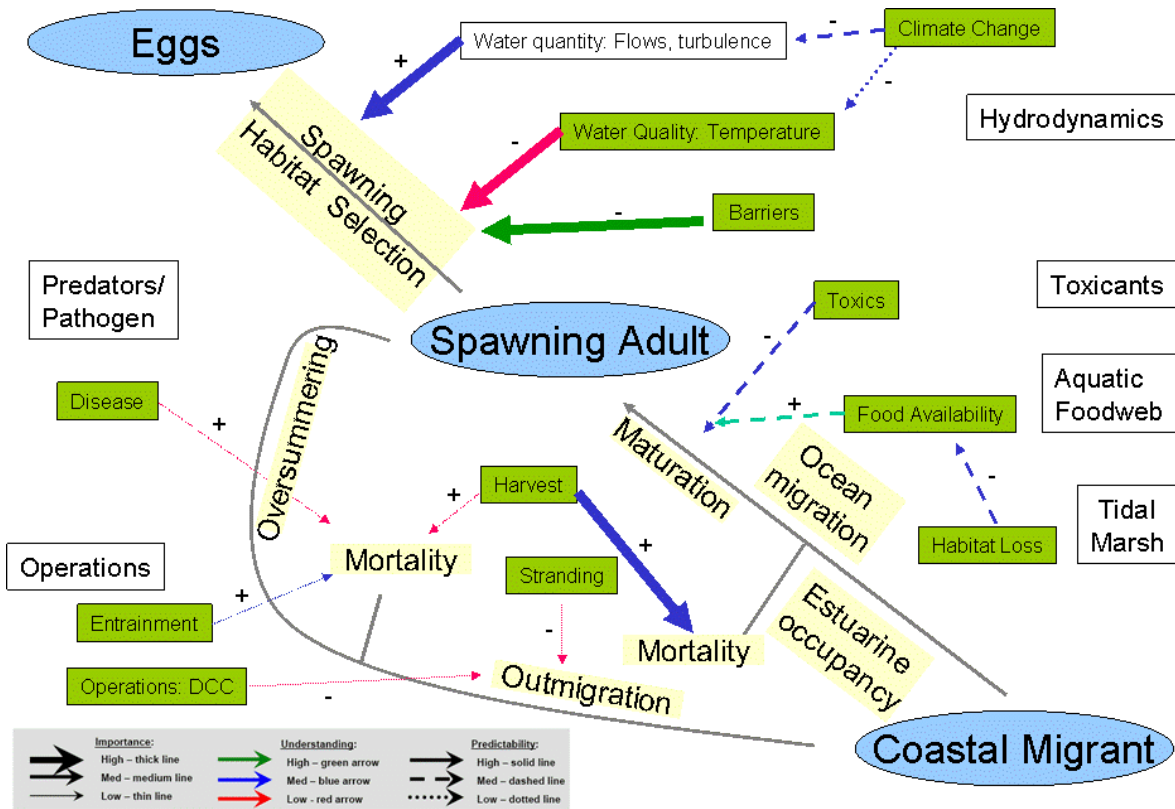 Eggs
Water quantity: Flows, turbulence
-
Climate Change
+
-
Hydrodynamics
Spawning
Habitat Selection
-
Water Quality: Temperature
-
Barriers
Predators/
Pathogen
Toxics
Toxicants
Spawning Adult
-
Oversummering
Disease
+
Maturation
+
Food Availability
Aquatic
Foodweb
Ocean
migration
-
+
Harvest
Tidal
Marsh
Habitat Loss
Operations
Mortality
+
Stranding
Entrainment
+
-
Mortality
Estuarine
occupancy
Operations: DCC
-
Outmigration
Coastal Migrant
Importance:
High – thick line
Med – medium line
Low – thin line
Understanding:
High – green arrow
Med – blue arrow
Low - red arrow
Predictability:
High – solid line
Med – dashed line
Low – dotted line